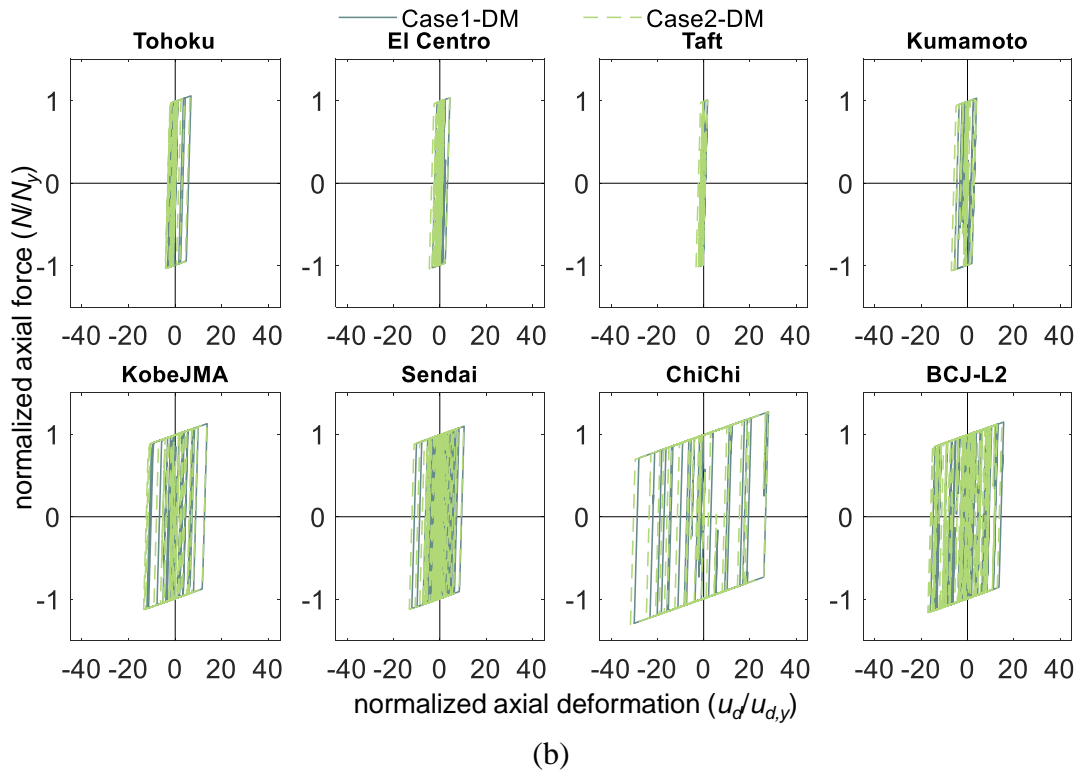 Case1-DM Case2-DM
Tohoku El Centro Taft Kumamoto
1 1 1 1
0 0 0 0
-1 -1 -1 -1
-40 -20 0 20 40 -40 -20 0 20 40 -40 -20 0 20 40 -40 -20 0 20 40
normalized axial force (N/Ny)
KobeJMA Sendai ChiChi BCJ-L2
1 1 1 1
0 0 0 0
-1 -1 -1 -1
-40 -20 0 20 40 -40 -20 0 20 40 -40 -20 0 20 40 -40 -20 0 20 40
normalized axial deformation (ud/ud,y)
(b)